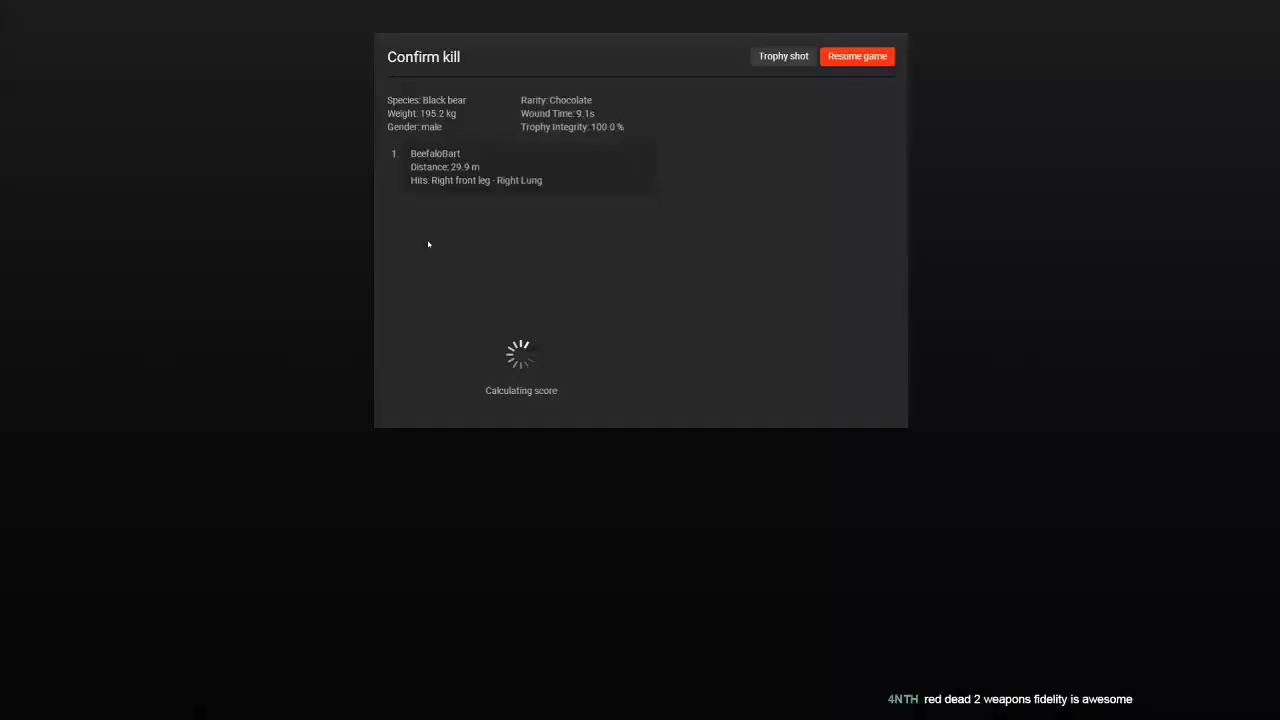 Confirm kill
Trophy shot
Resume game
Species: Black bear
Rarity: Chocolate
Weight: 195.2 kg
Wound Time: 9.1s
Gender: male
Trophy Integrity: 100.0 %
1. BeefaloBart
Distance: 29.9 m
Hits: Right front leg - Right Lung
Calculating score
4NTH red dead 2 weapons fidelity is awesome